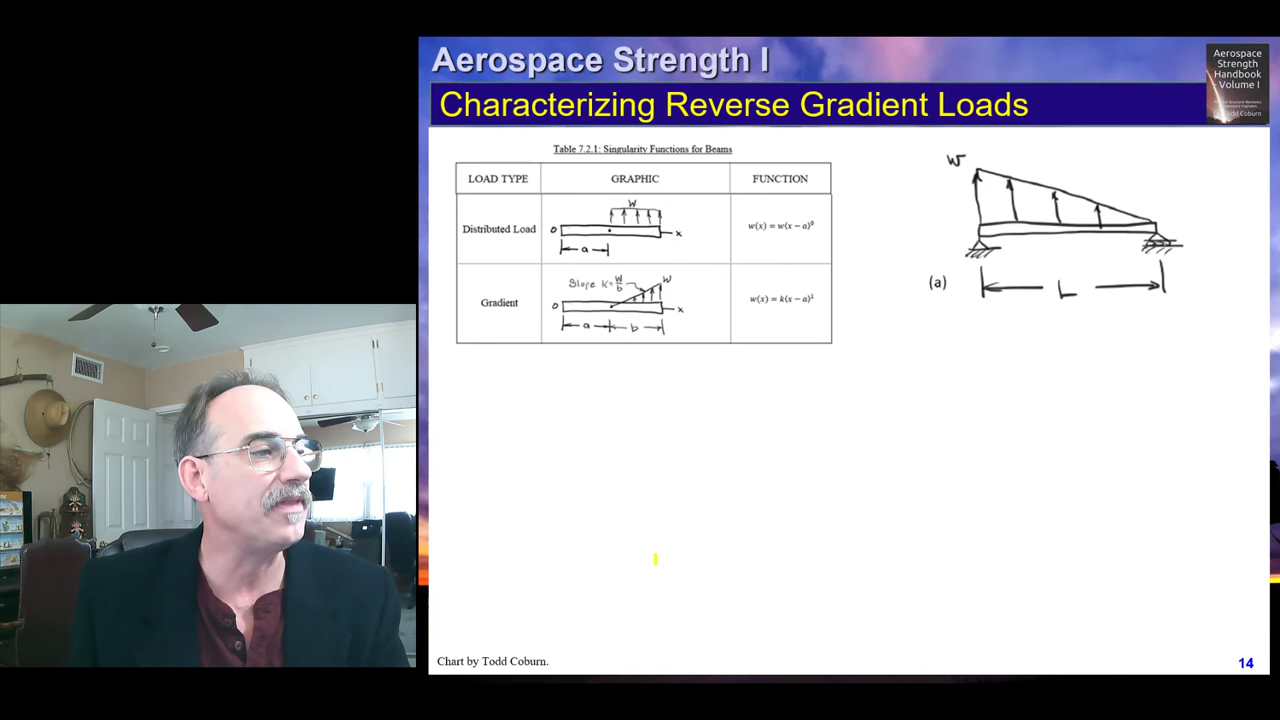 Aerospace Strength I
Characterizing Reverse Gradient Loads
Aerospace
Strength
Handbook
Volume I
Table 7.2.1: Singularity Functions for Beams
LOAD TYPE GRAPHIC FUNCTION
Distributed Load
W
0
x
a
w(x) = w⟨x − a⟩⁰
Gradient
Slope K = W/b
W
0
x
a
b
w(x) = k⟨x − a⟩¹
W
(a)
L
Chart by Todd Coburn.
14